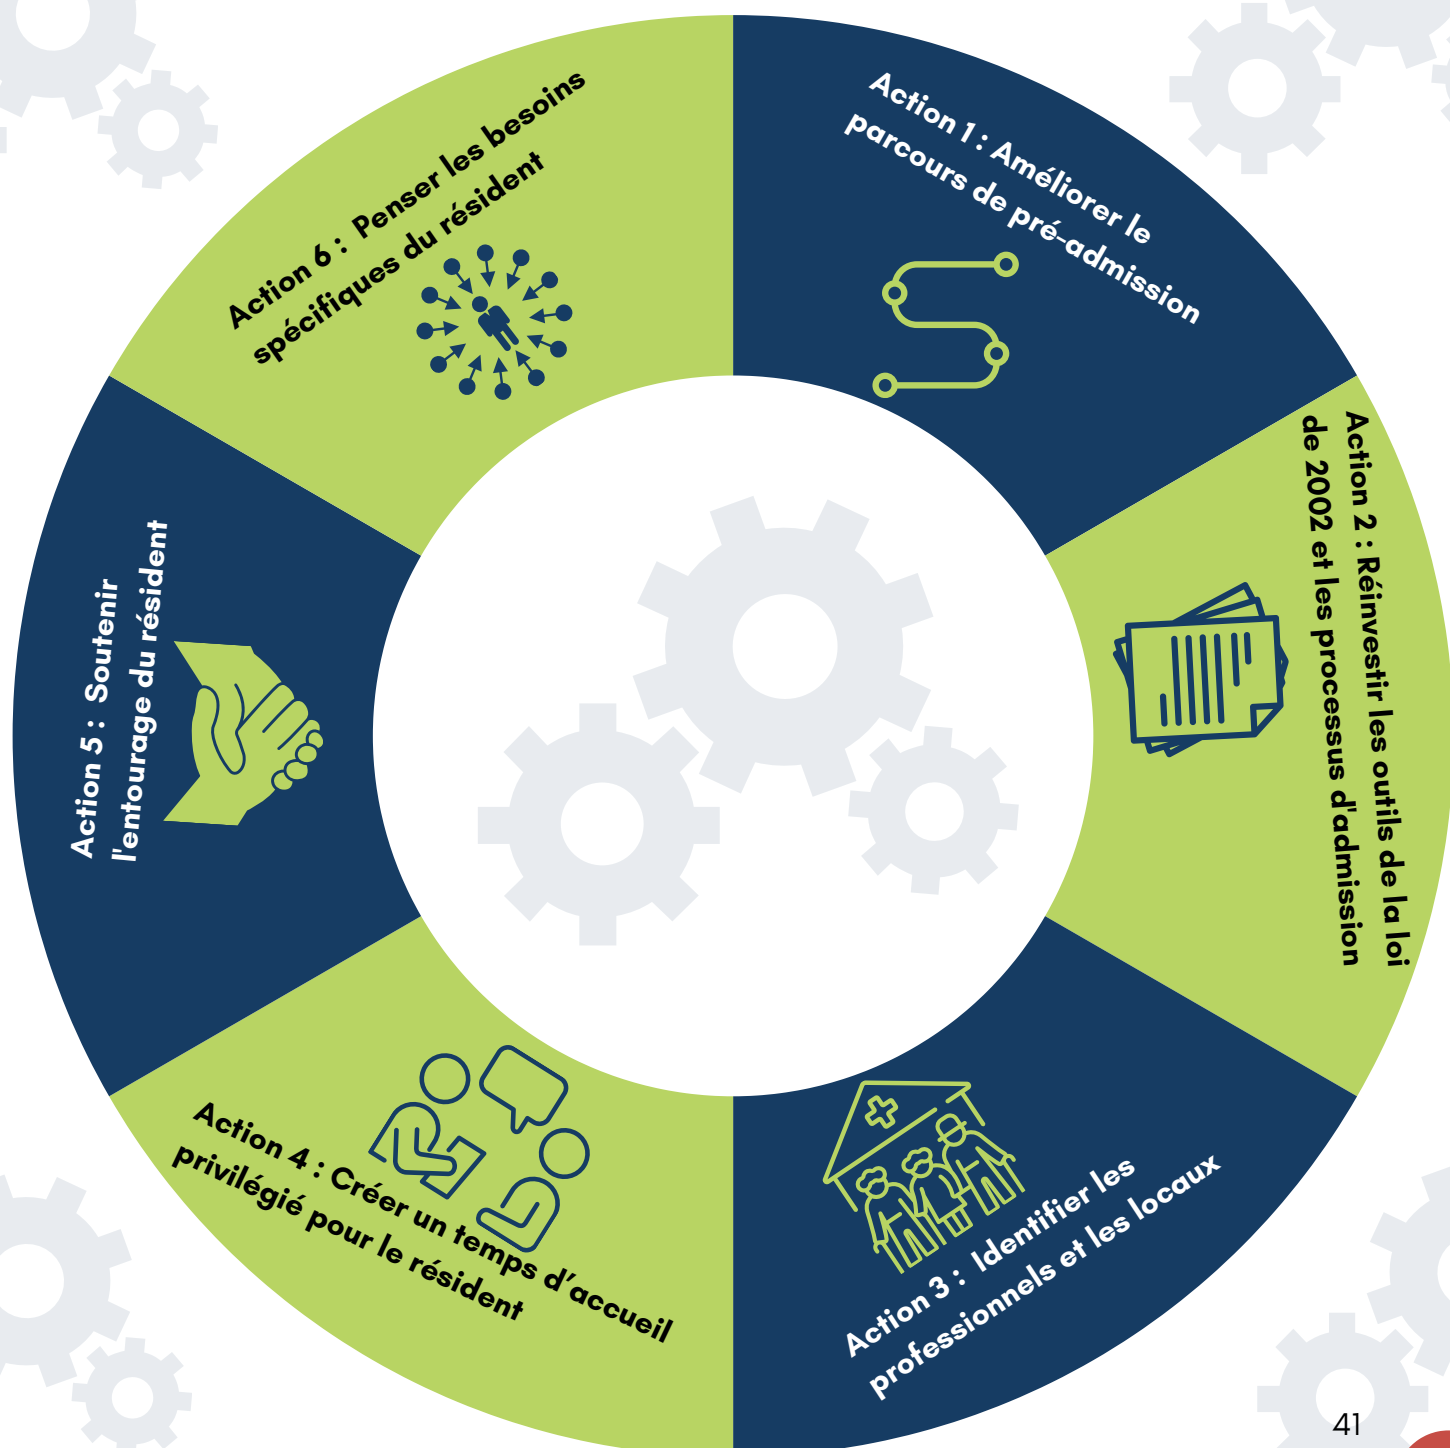 Action 1 : Améliorer le
parcours de pré-admission
Action 2 : Réinvestir les outils de la loi
de 2002 et les processus d'admission
Action 3 : Identifier les
professionnels et les locaux
Action 4 : Créer un temps d’accueil
privilégié pour le résident
Action 5 : Soutenir
l'entourage du résident
Action 6 : Penser les besoins
spécifiques du résident
41